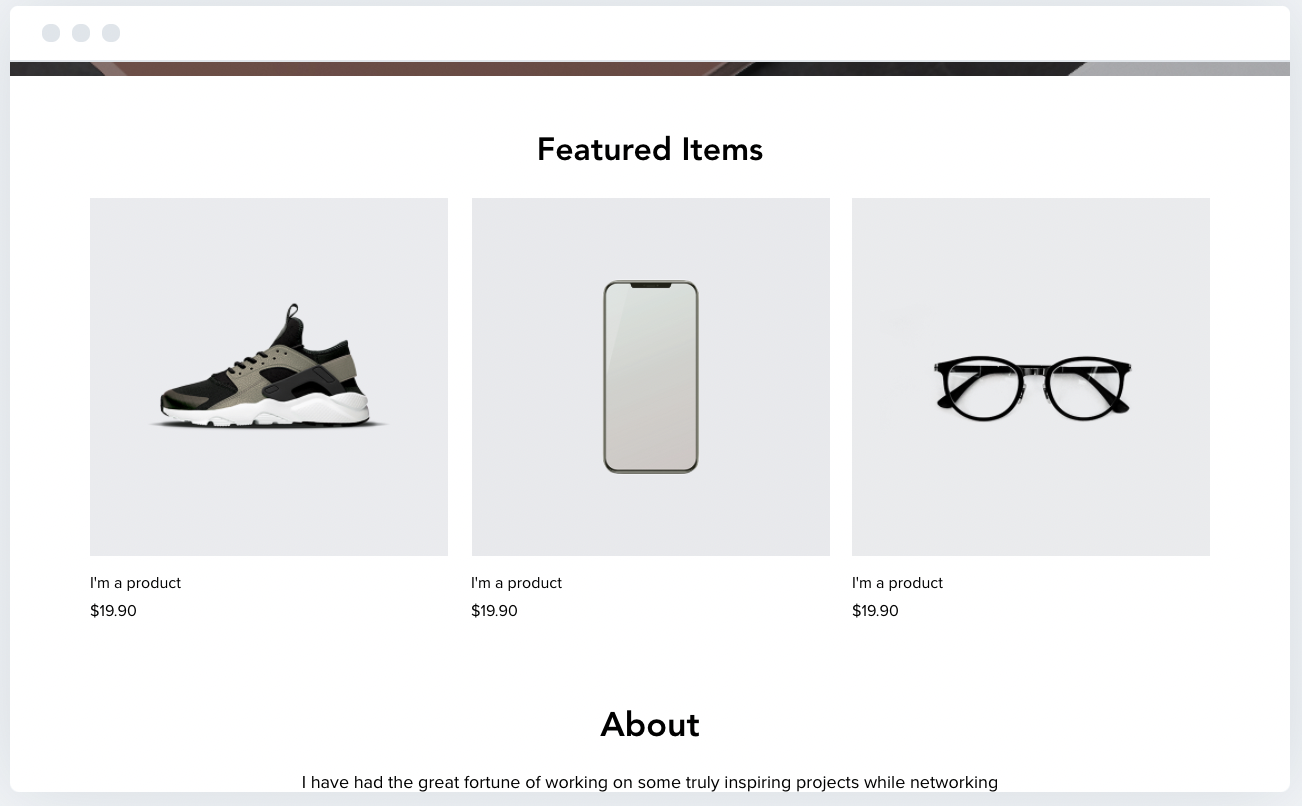 Featured Items
I'm a product
$19.90
I'm a product
$19.90
I'm a product
$19.90
About
I have had the great fortune of working on some truly inspiring projects while networking